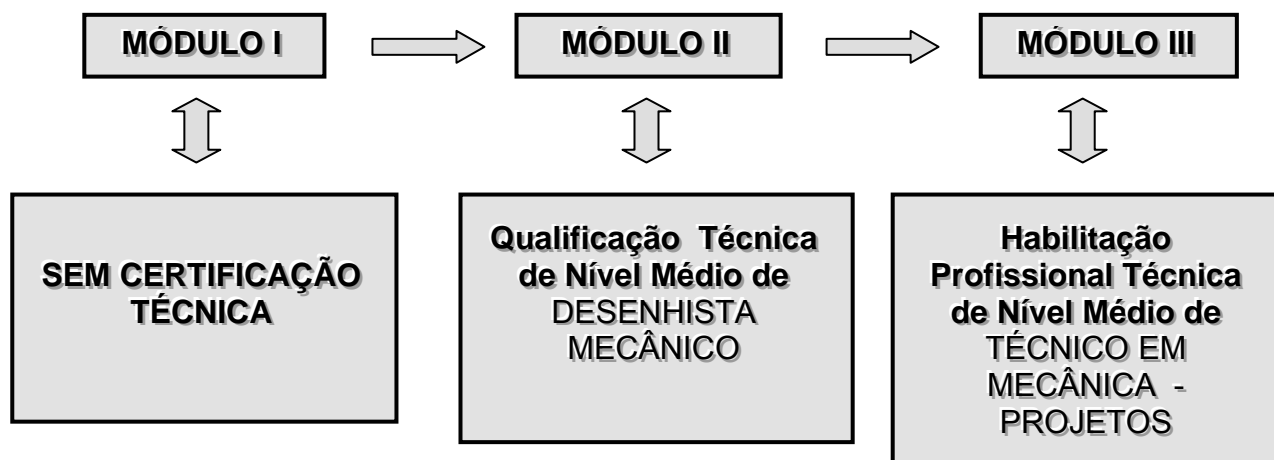 MÓDULO I
MÓDULO II
MÓDULO III
SEM CERTIFICAÇÃO
TÉCNICA
Qualificação Técnica
de Nível Médio de
DESENHISTA
MECÂNICO
Habilitação
Profissional Técnica
de Nível Médio de
TÉCNICO EM
MECÂNICA -
PROJETOS